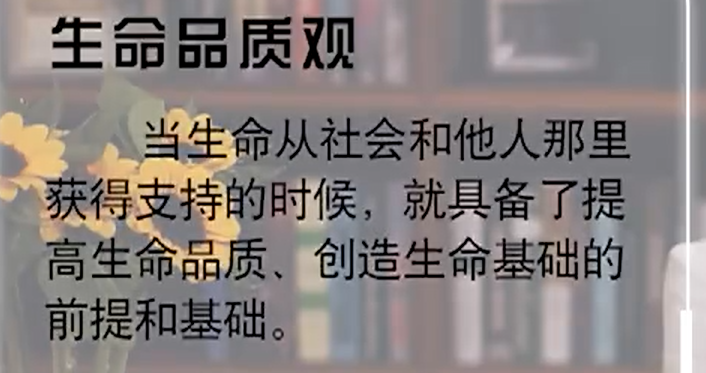 生命品质观
当生命从社会和他人那里
获得支持的时候，就具备了提
高生命品质、创造生命基础的
前提和基础。